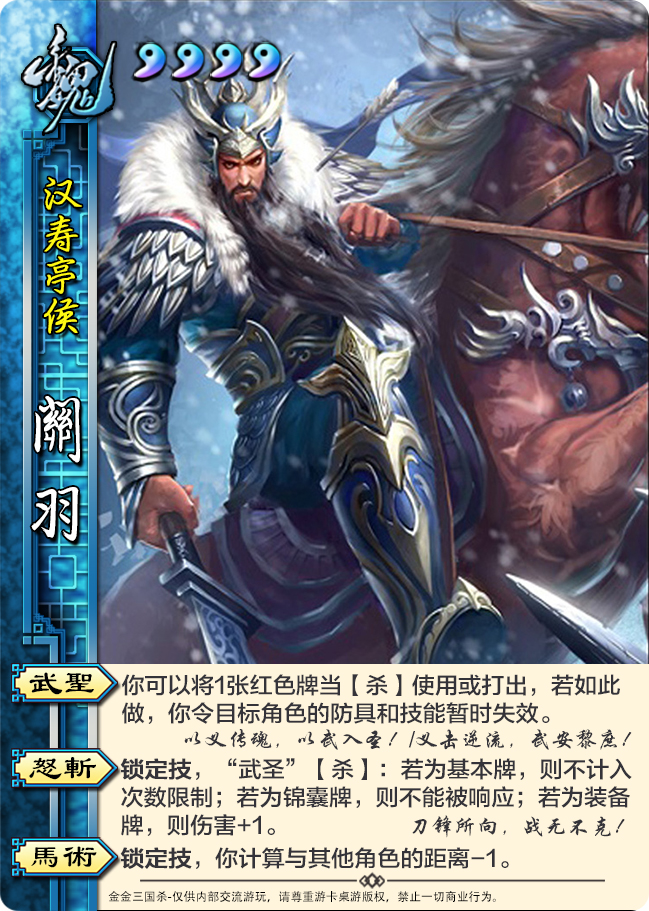 魏
汉寿亭侯
關羽
武聖
你可以将1张红色牌当【杀】使用或打出，若如此
做，你令目标角色的防具和技能暂时失效。
以义传魂，以武入圣！/义击逆流，武安黎庶！
怒斬
锁定技，“武圣”【杀】：若为基本牌，则不计入
次数限制；若为锦囊牌，则不能被响应；若为装备
牌，则伤害+1。
刀锋所向，战无不克！
馬術
锁定技，你计算与其他角色的距离-1。
金金三国杀-仅供内部交流游玩，请尊重游卡桌游版权，禁止一切商业行为。